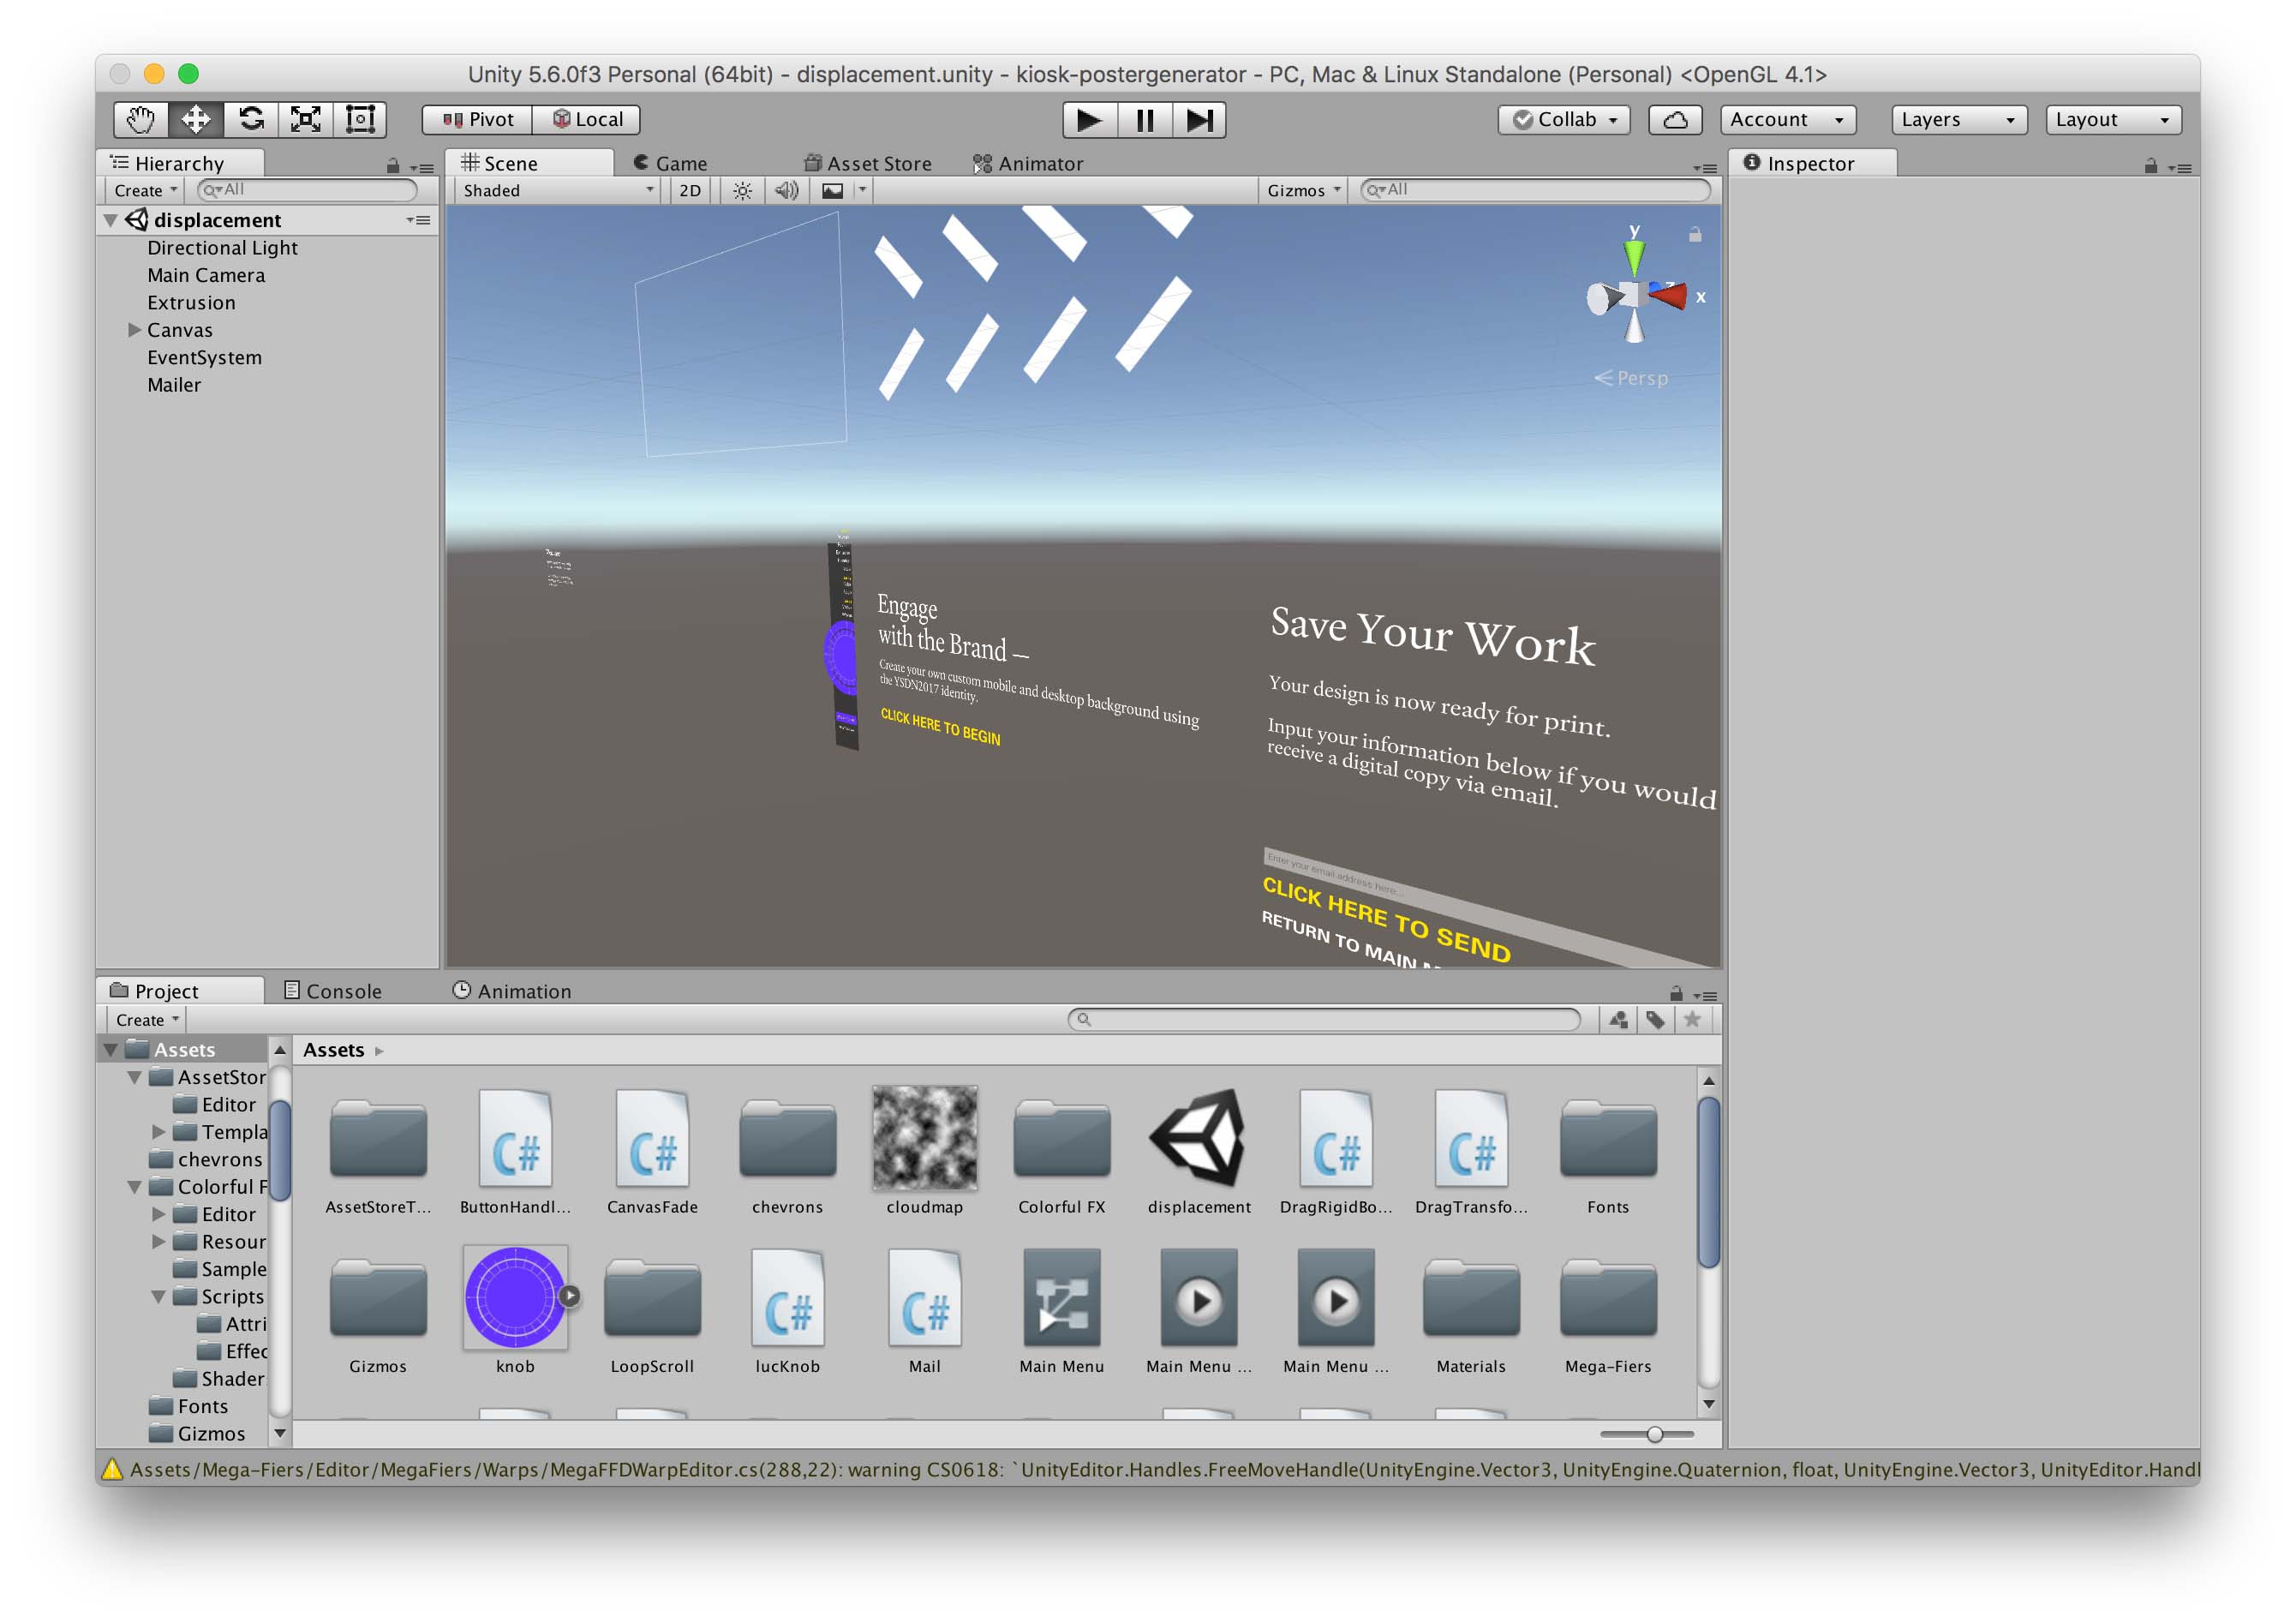 Unity 5.6.0f3 Personal (64bit) - displacement.unity - kiosk-postergenerator - PC, Mac & Linux Standalone (Personal) <OpenGL 4.1>
Pivot
Local
Collab
Account
Layers
Layout
Hierarchy
Scene
Game
Asset Store
Animator
Inspector
Create
All
Shaded
2D
Gizmos
All
displacement
Directional Light
Main Camera
Extrusion
Canvas
EventSystem
Mailer
y
x
Persp
Engage
with the Brand —
Create your own custom mobile and desktop background using
the YSDN2017 identity.
CLICK HERE TO BEGIN
Save Your Work
Your design is now ready for print.
Input your information below if you would
receive a digital copy via email.
Enter your email address here...
CLICK HERE TO SEND
RETURN TO MAIN M
Project
Console
Animation
Create
Assets
AssetStor
Editor
Templa
chevrons
Colorful F
Editor
Resour
Sample
Scripts
Attri
Effec
Shader
Fonts
Gizmos
Assets
AssetStoreT...
ButtonHandl...
CanvasFade
chevrons
cloudmap
Colorful FX
displacement
DragRigidBo...
DragTransfo...
Fonts
C#
C#
C#
C#
Gizmos
knob
LoopScroll
lucKnob
Mail
Main Menu
Main Menu ...
Main Menu ...
Materials
Mega-Fiers
C#
C#
Assets/Mega-Fiers/Editor/MegaFiers/Warps/MegaFFDWarpEditor.cs(288,22): warning CS0618: `UnityEditor.Handles.FreeMoveHandle(UnityEngine.Vector3, UnityEngine.Quaternion, float, UnityEngine.Vector3, UnityEditor.Handl